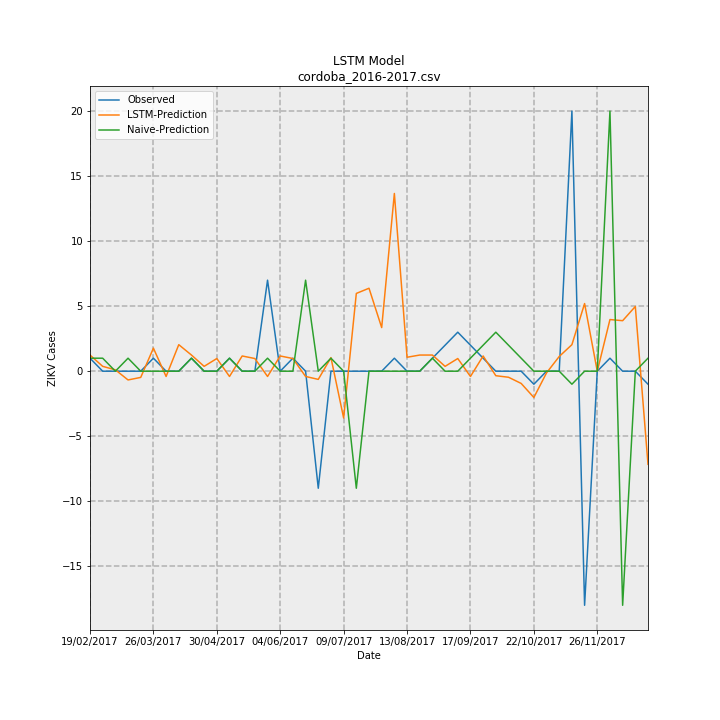 LSTM Model
cordoba_2016-2017.csv
Observed
LSTM-Prediction
Naive-Prediction
20
15
10
5
0
−5
−10
−15
ZIKV Cases
19/02/2017 26/03/2017 30/04/2017 04/06/2017 09/07/2017 13/08/2017 17/09/2017 22/10/2017 26/11/2017
Date